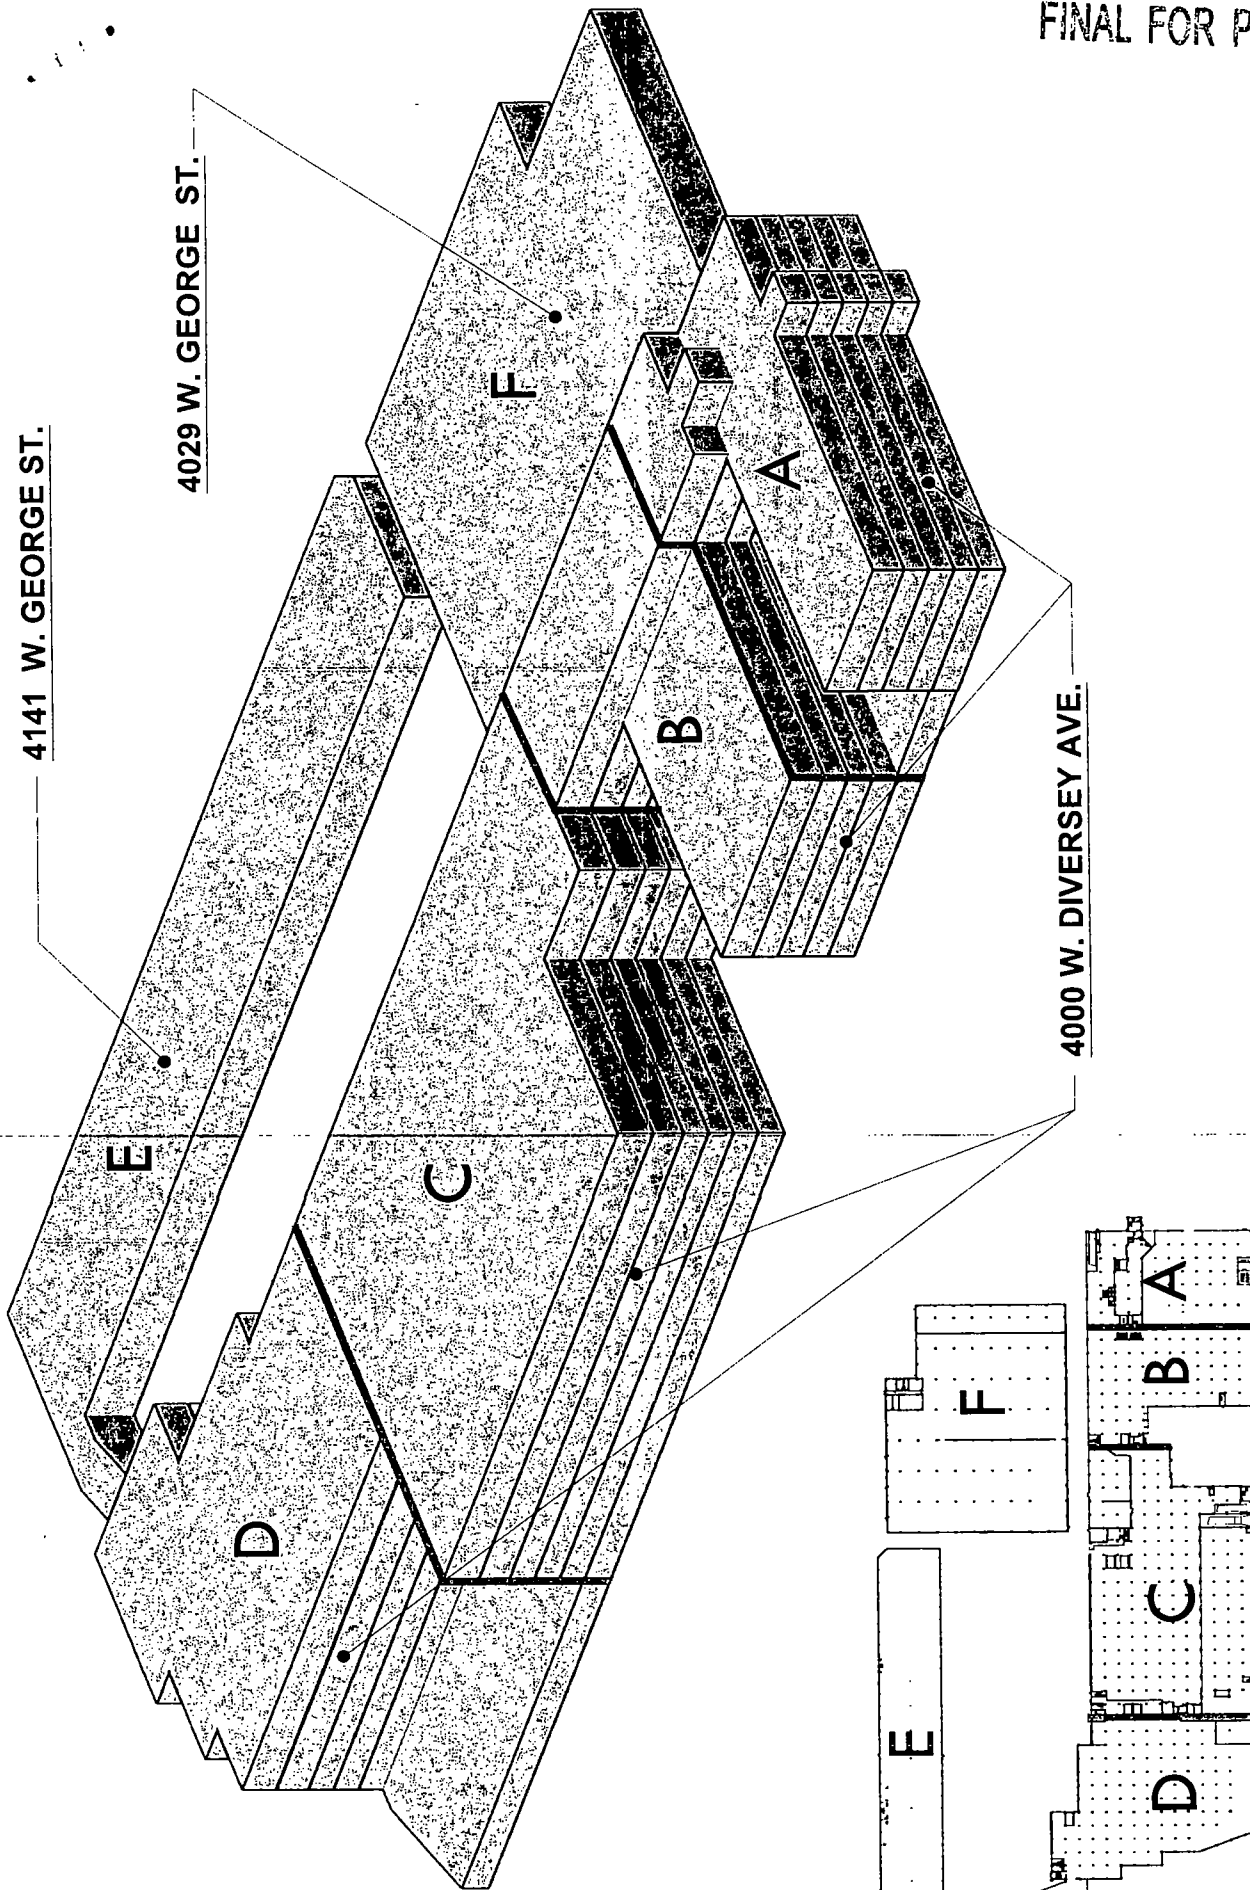 FINAL FOR P
4141 W. GEORGE ST.
4029 W. GEORGE ST.
E
F
D
C
B
A
4000 W. DIVERSEY AVE.
E
F
D
C
B
A